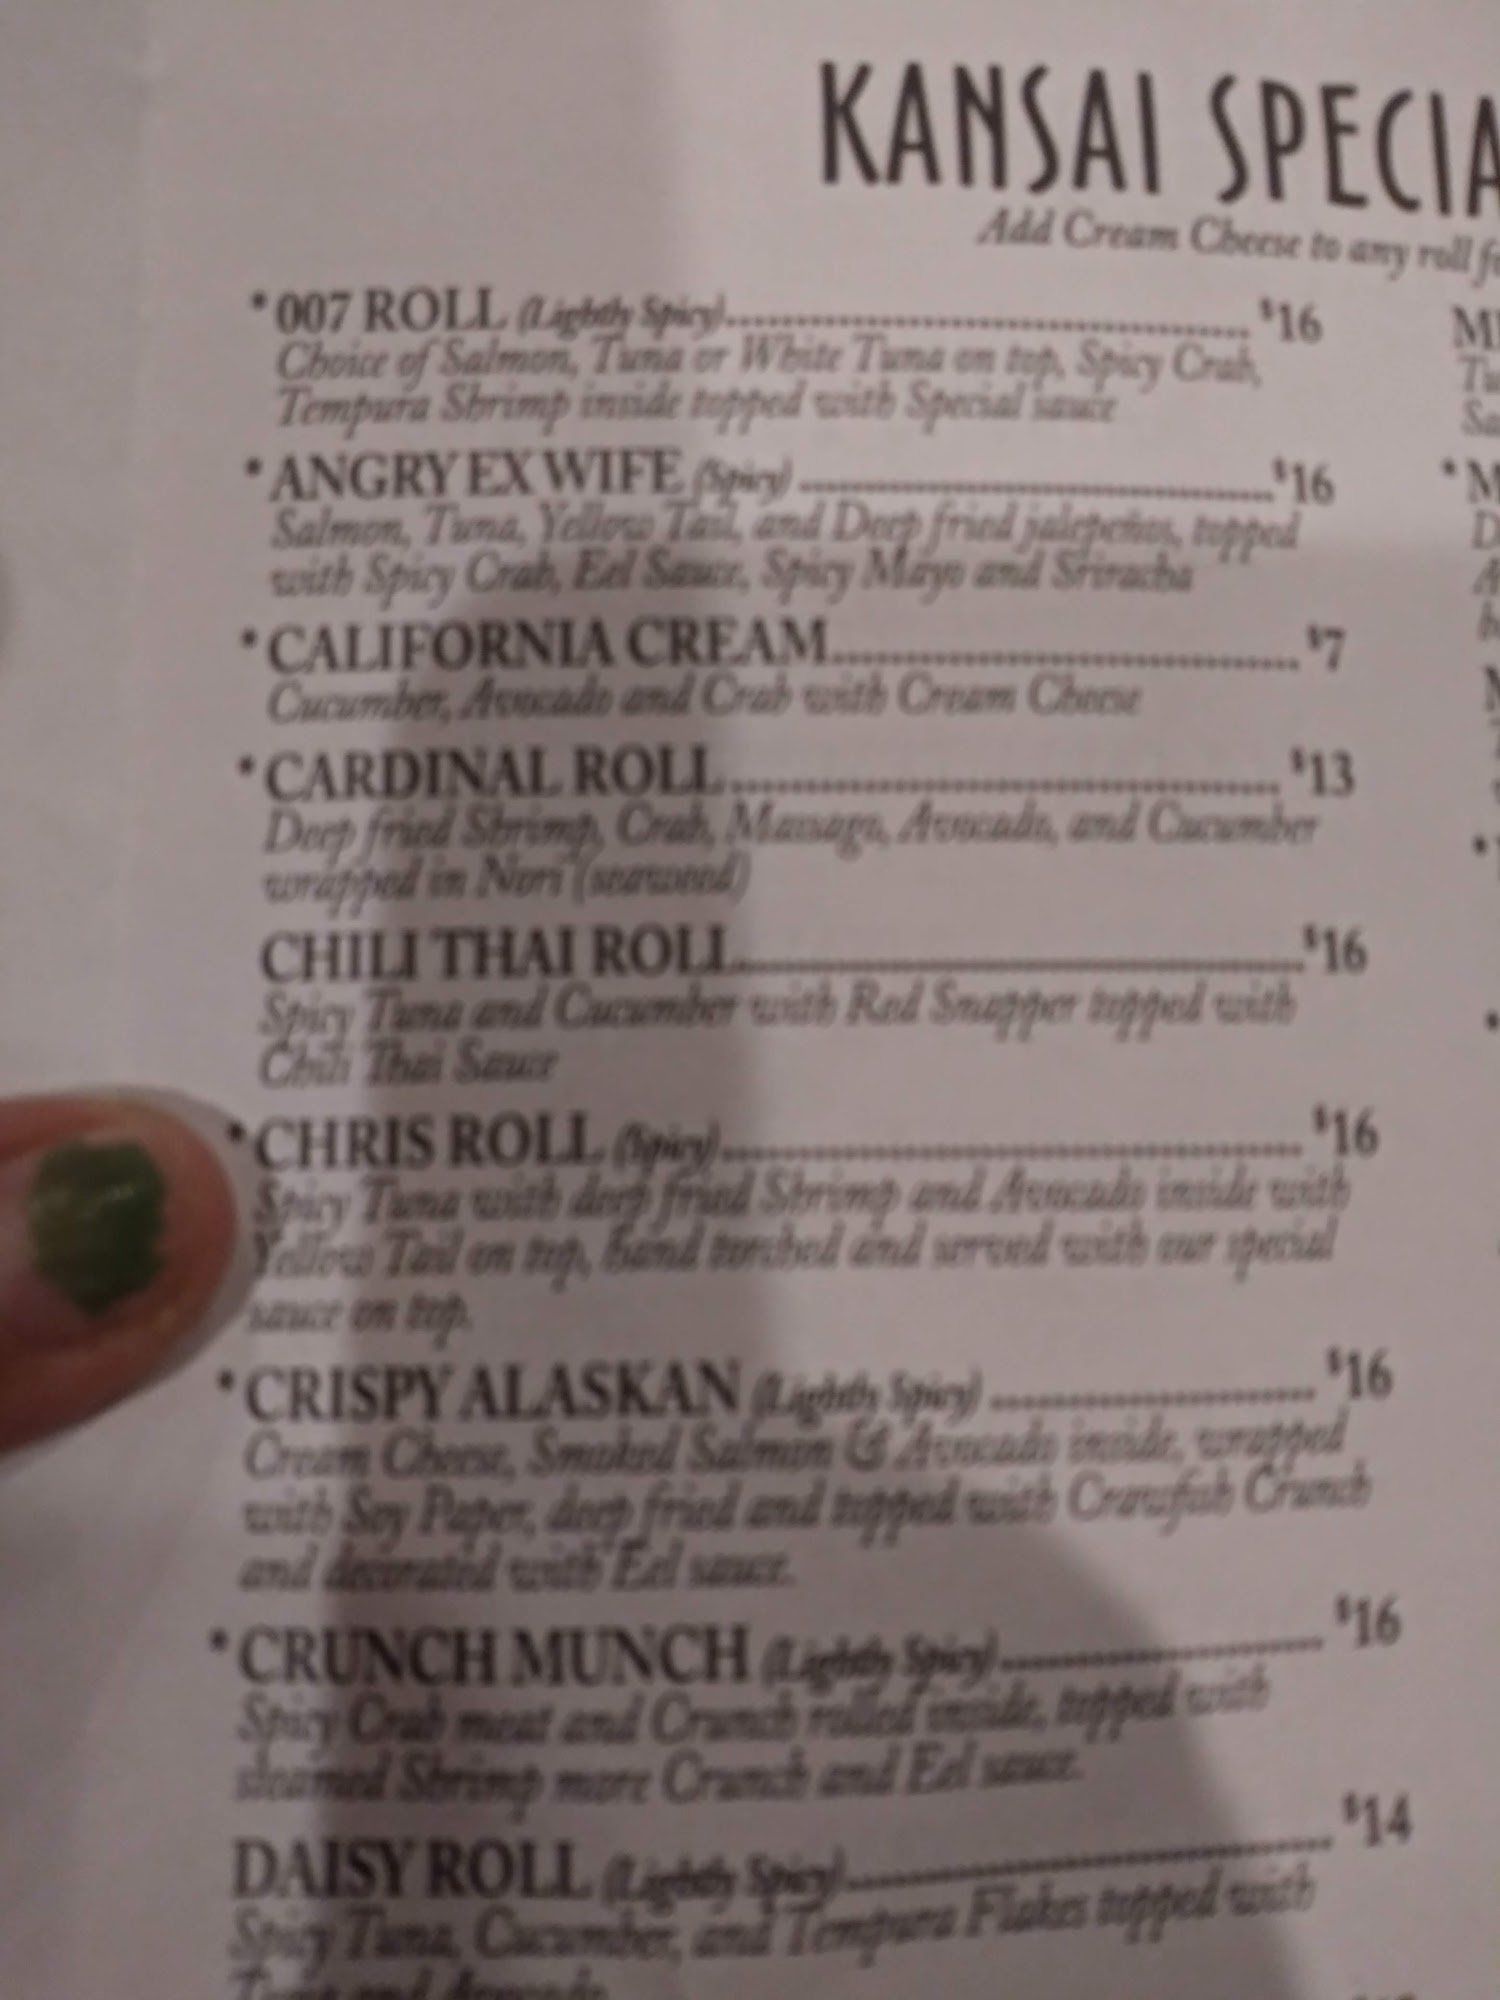 KANSAI SPECIA
Add Cream Cheese to any roll fo
*007 ROLL (Lightly Spicy)..........$16
Choice of Salmon, Tuna or White Tuna on top, Spicy Crab,
Tempura Shrimp inside topped with Special sauce
*ANGRY EX WIFE (Spicy)..........$16
Salmon, Tuna, Yellow Tail, and Deep fried jalepeños, topped
with Spicy Crab, Eel Sauce, Spicy Mayo and Sriracha
*CALIFORNIA CREAM..........$7
Cucumber, Avocado and Crab with Cream Cheese
*CARDINAL ROLL..........$13
Deep fried Shrimp, Crab, Massago, Avocado, and Cucumber
wrapped in Nori (seaweed)
CHILI THAI ROLL..........$16
Spicy Tuna and Cucumber with Red Snapper topped with
Chili Thai Sauce
*CHRIS ROLL (Spicy)..........$16
Spicy Tuna with deep fried Shrimp and Avocado inside with
Yellow Tail on top, hand torched and served with our special
sauce on top.
*CRISPY ALASKAN (Lightly Spicy)..........$16
Cream Cheese, Smoked Salmon & Avocado inside, wrapped
with Soy Paper, deep fried and topped with Crawfish Crunch
and decorated with Eel sauce.
*CRUNCH MUNCH (Lightly Spicy)..........$16
Spicy Crab meat and Crunch rolled inside, topped with
steamed Shrimp more Crunch and Eel sauce.
DAISY ROLL (Lightly Spicy)..........$14
Spicy Tuna, Cucumber, and Tempura Flakes topped with
Tuna and Avocado